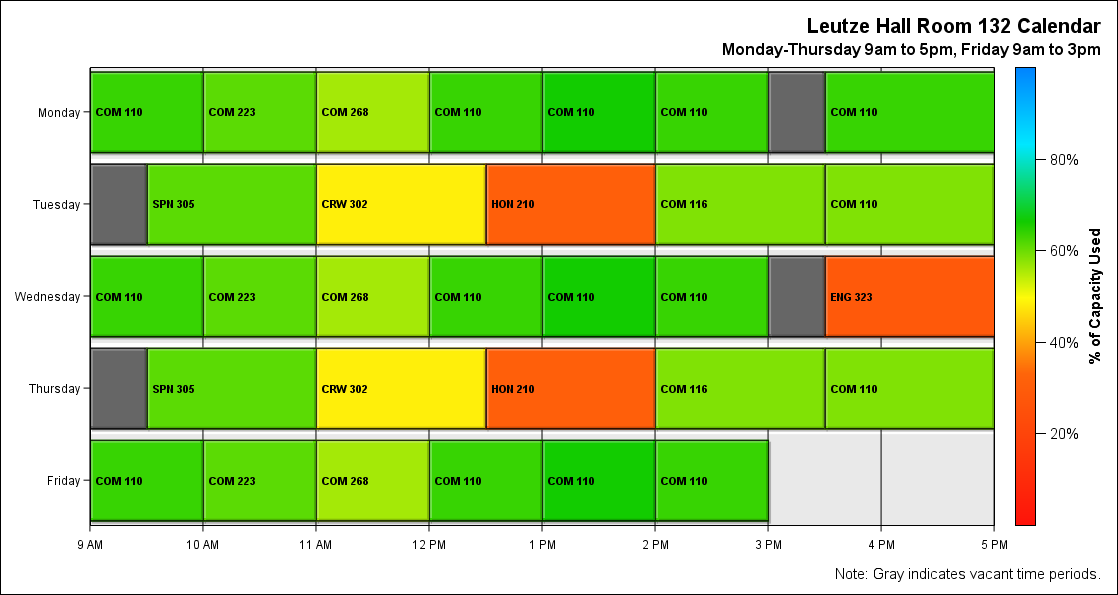 Leutze Hall Room 132 Calendar
Monday-Thursday 9am to 5pm, Friday 9am to 3pm
Monday
COM 110
COM 223
COM 268
COM 110
COM 110
COM 110
COM 110
Tuesday
SPN 305
CRW 302
HON 210
COM 116
COM 110
Wednesday
COM 110
COM 223
COM 268
COM 110
COM 110
COM 110
ENG 323
Thursday
SPN 305
CRW 302
HON 210
COM 116
COM 110
Friday
COM 110
COM 223
COM 268
COM 110
COM 110
COM 110
9 AM
10 AM
11 AM
12 PM
1 PM
2 PM
3 PM
4 PM
5 PM
80%
60%
40%
20%
% of Capacity Used
Note: Gray indicates vacant time periods.